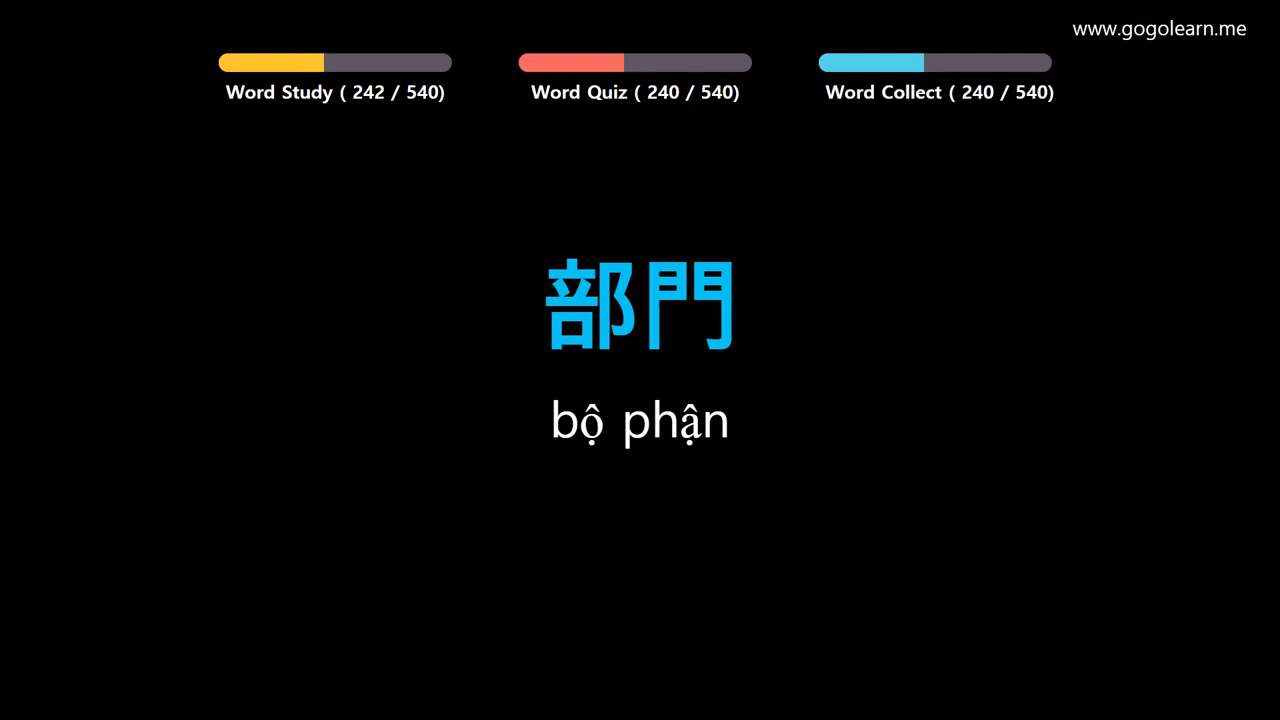 www.gogolearn.me
Word Study ( 242 / 540)
Word Quiz ( 240 / 540)
Word Collect ( 240 / 540)
部門
bộ phận